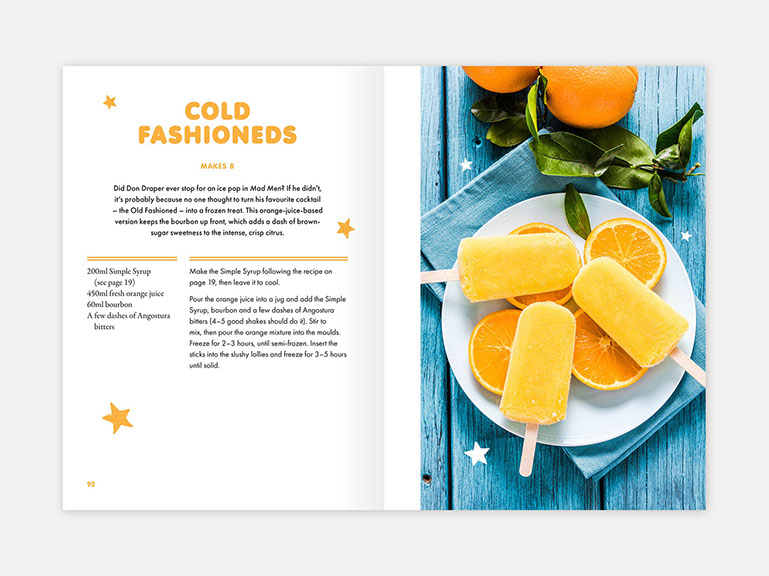 COLD
FASHIONEDS
MAKES 8
Did Don Draper ever stop for an ice pop in Mad Men? If he didn't,
it's probably because no one thought to turn his favourite cocktail
– the Old Fashioned – into a frozen treat. This orange-juice-based
version keeps the bourbon up front, which adds a dash of brown-
sugar sweetness to the intense, crisp citrus.
200ml Simple Syrup
(see page 19)
450ml fresh orange juice
60ml bourbon
A few dashes of Angostura
bitters
Make the Simple Syrup following the recipe on
page 19, then leave it to cool.
Pour the orange juice into a jug and add the Simple
Syrup, bourbon and a few dashes of Angostura
bitters (4–5 good shakes should do it). Stir to
mix, then pour the orange mixture into the moulds.
Freeze for 2–3 hours, until semi-frozen. Insert the
sticks into the slushy lollies and freeze for 3–5 hours
until solid.
92